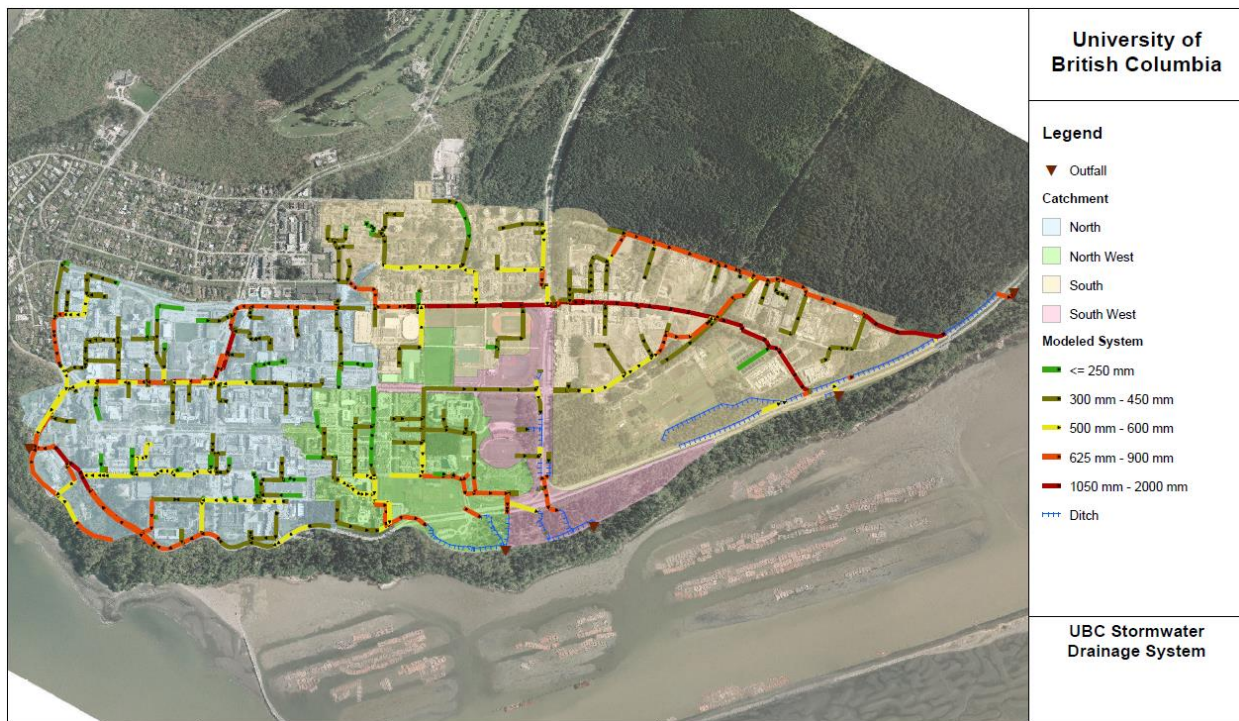 University of
British Columbia
Legend
Outfall
Catchment
North
North West
South
South West
Modeled System
<= 250 mm
300 mm - 450 mm
500 mm - 600 mm
625 mm - 900 mm
1050 mm - 2000 mm
Ditch
UBC Stormwater
Drainage System